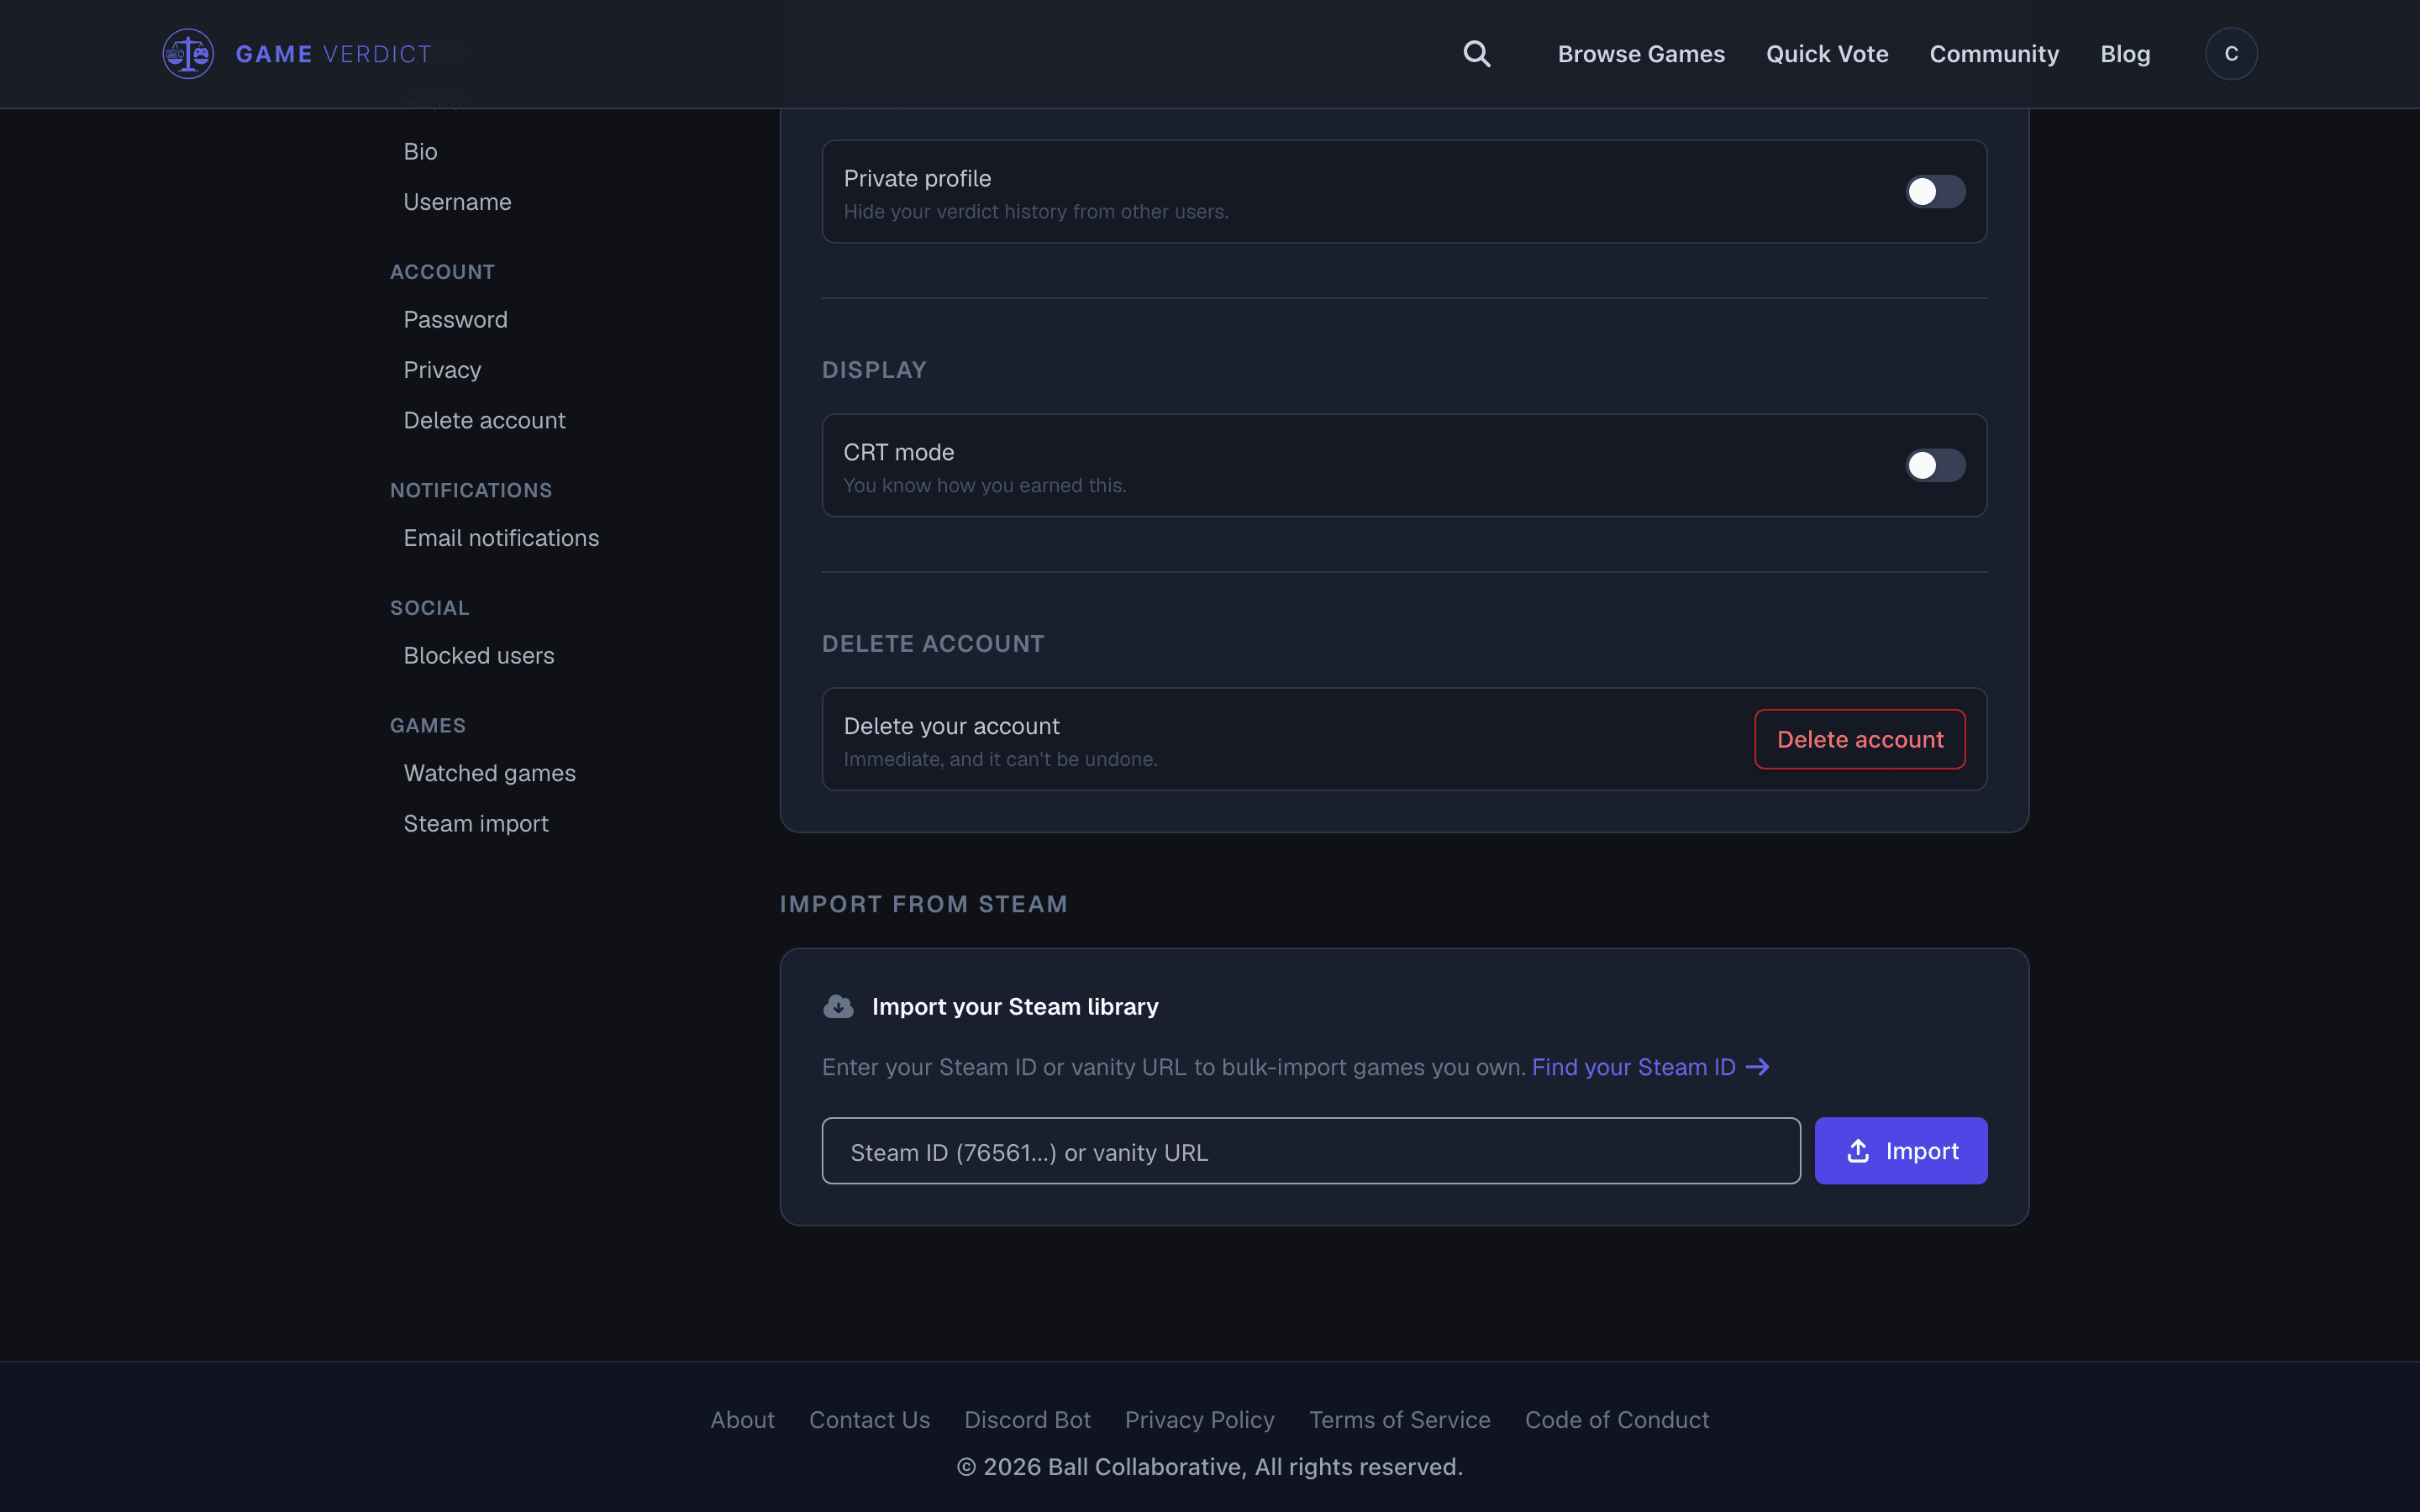 GAME VERDICT
Browse Games
Quick Vote
Community
Blog
C
Bio
Username
ACCOUNT
Password
Privacy
Delete account
NOTIFICATIONS
Email notifications
SOCIAL
Blocked users
GAMES
Watched games
Steam import
Private profile
Hide your verdict history from other users.
DISPLAY
CRT mode
You know how you earned this.
DELETE ACCOUNT
Delete your account
Immediate, and it can't be undone.
Delete account
IMPORT FROM STEAM
Import your Steam library
Enter your Steam ID or vanity URL to bulk-import games you own. Find your Steam ID →
Steam ID (76561...) or vanity URL
Import
About
Contact Us
Discord Bot
Privacy Policy
Terms of Service
Code of Conduct
© 2026 Ball Collaborative, All rights reserved.